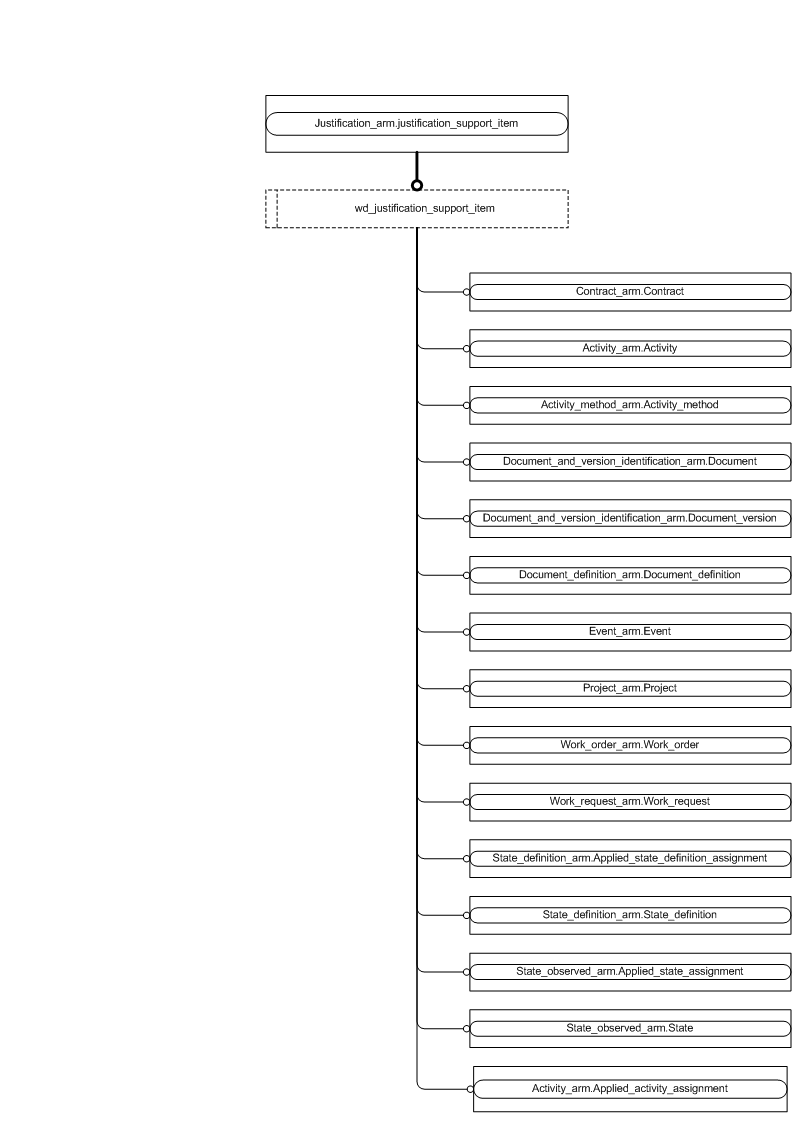 Justification_arm.justification_support_item
wd_justification_support_item
Contract_arm.Contract
Activity_arm.Activity
Activity_method_arm.Activity_method
Document_and_version_identification_arm.Document
Document_and_version_identification_arm.Document_version
Document_definition_arm.Document_definition
Event_arm.Event
Project_arm.Project
Work_order_arm.Work_order
Work_request_arm.Work_request
State_definition_arm.Applied_state_definition_assignment
State_definition_arm.State_definition
State_observed_arm.Applied_state_assignment
State_observed_arm.State
Activity_arm.Applied_activity_assignment